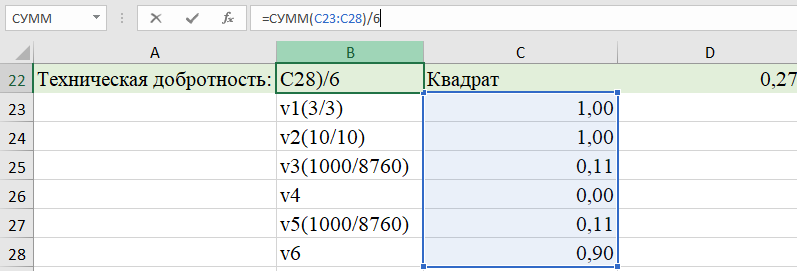 СУММ =СУММ(C23:C28)/6
A B C D
22 Техническая добротность: C28)/6 Квадрат 0,27
23 v1(3/3) 1,00
24 v2(10/10) 1,00
25 v3(1000/8760) 0,11
26 v4 0,00
27 v5(1000/8760) 0,11
28 v6 0,90